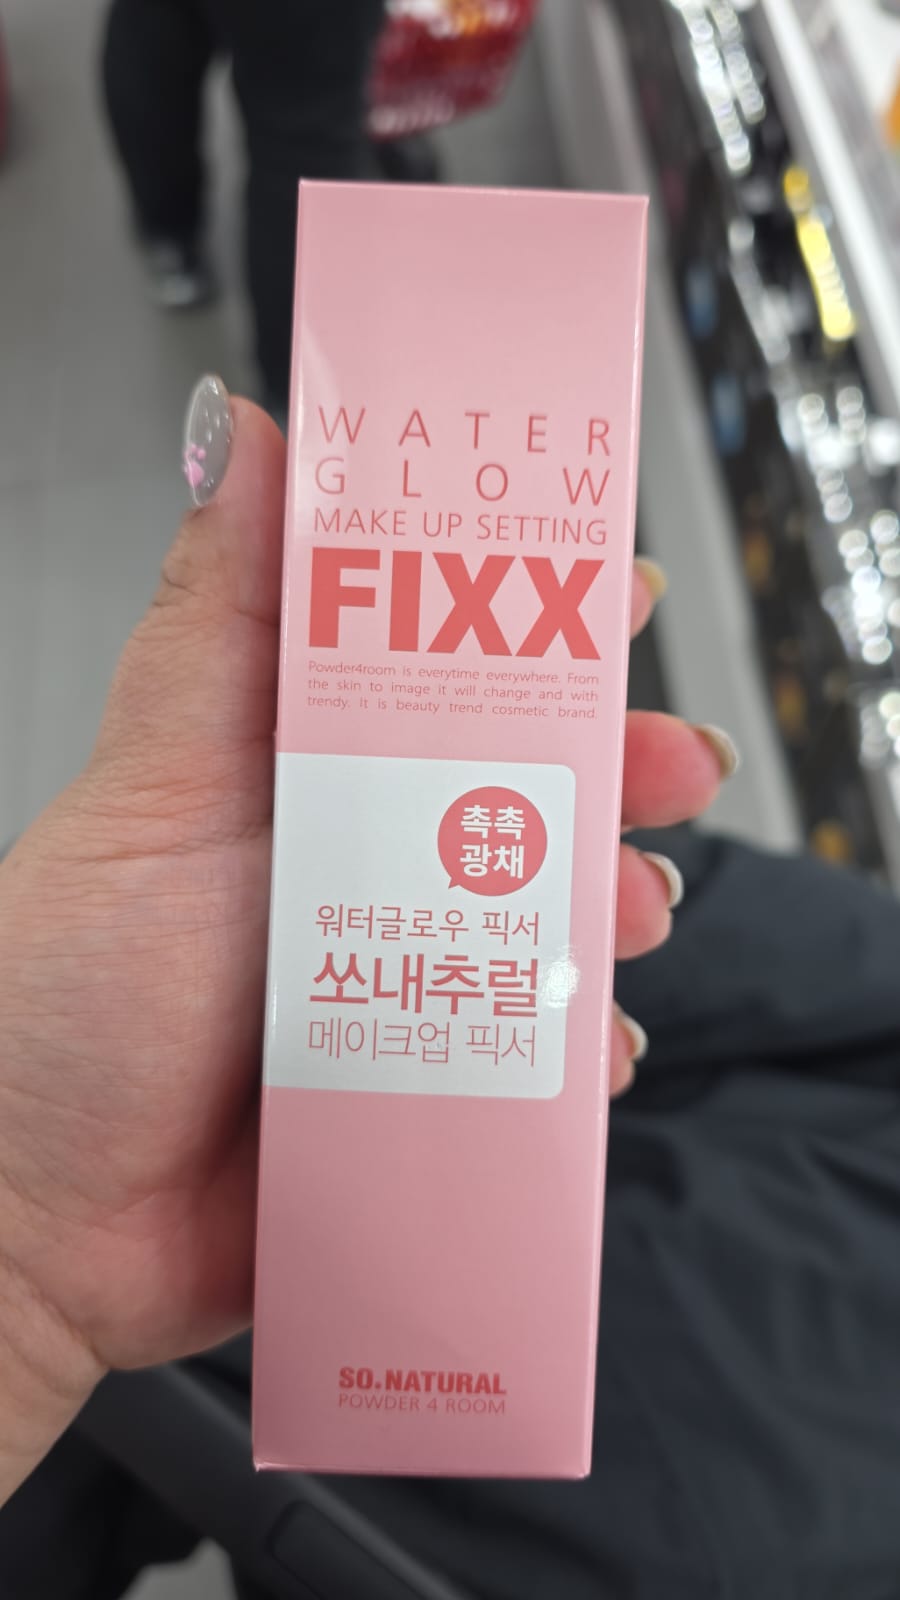 WATER
GLOW
MAKE UP SETTING
FIXX
Powder4room is everytime everywhere. From
the skin to image it will change and with
trendy. It is beauty trend cosmetic brand.
촉촉
광채
워터글로우 픽서
쏘내추럴
메이크업 픽서
SO.NATURAL
POWDER 4 ROOM